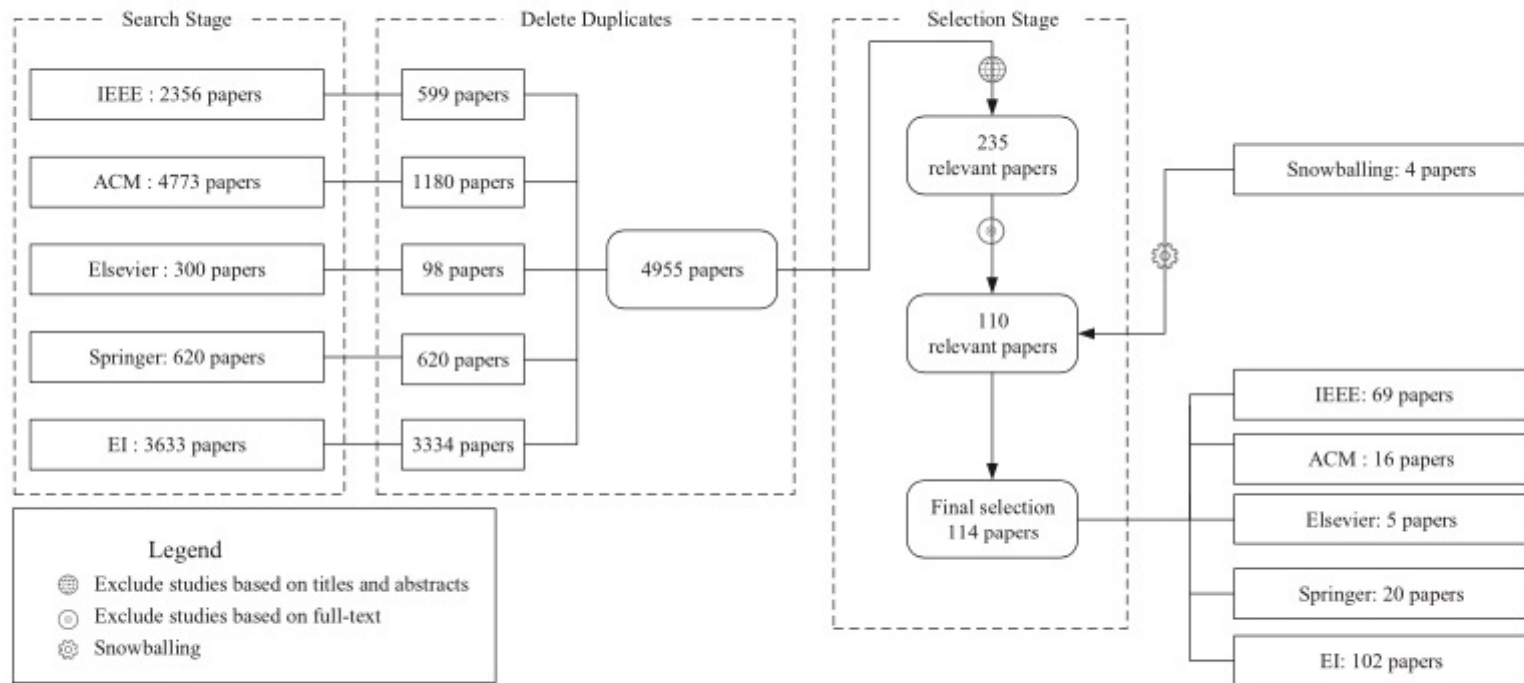 Search Stage
Delete Duplicates
Selection Stage
IEEE : 2356 papers
ACM : 4773 papers
Elsevier : 300 papers
Springer: 620 papers
EI : 3633 papers
599 papers
1180 papers
98 papers
620 papers
3334 papers
4955 papers
235
relevant papers
110
relevant papers
Final selection
114 papers
Snowballing: 4 papers
IEEE: 69 papers
ACM : 16 papers
Elsevier: 5 papers
Springer: 20 papers
EI: 102 papers
Legend
Exclude studies based on titles and abstracts
Exclude studies based on full-text
Snowballing